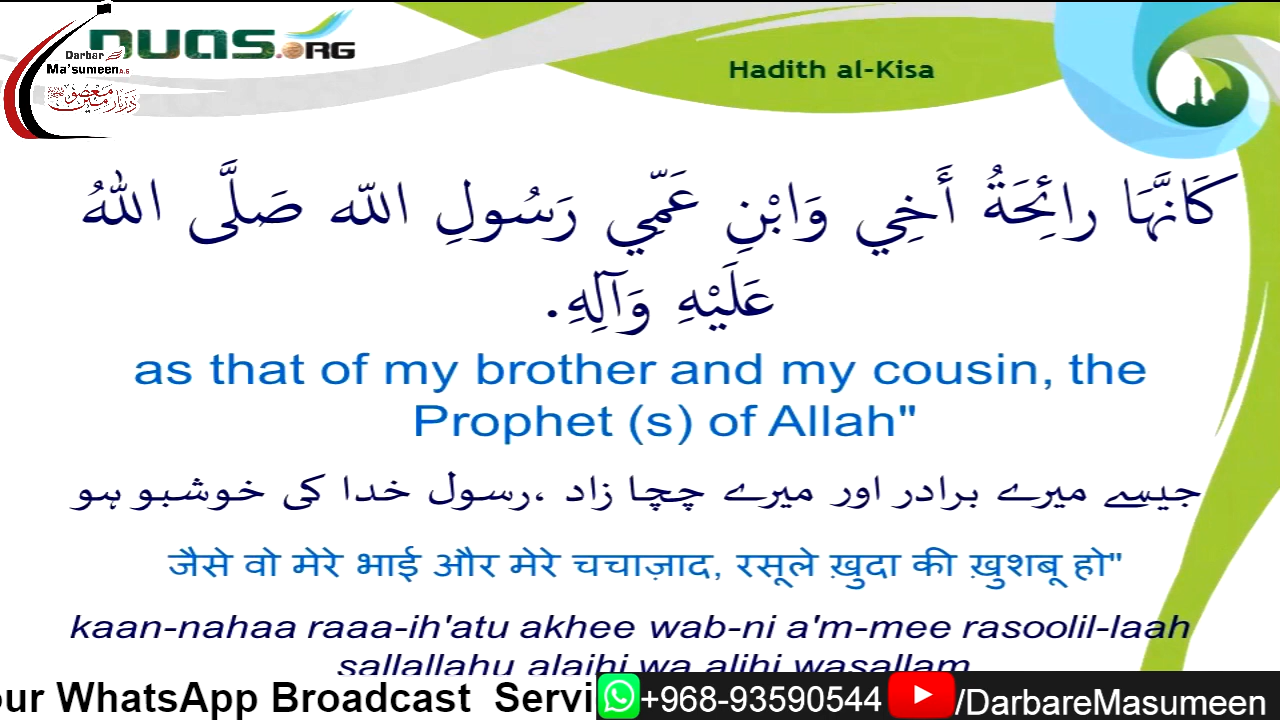 DUAS.ORG
Darbar
Ma'sumeen A.S
Hadith al-Kisa
كَانَّهَا رائِحَةُ أَخِي وَابْنِ عَمِّي رَسُولِ اللّه صَلَّى اللهُ
عَلَيْهِ وَآلِهِ.
as that of my brother and my cousin, the
Prophet (s) of Allah"
جیسے میرے برادر اور میرے چچا زاد ،رسول خدا کی خوشبو ہو
जैसे वो मेरे भाई और मेरे चचाज़ाद, रसूले ख़ुदा की ख़ुशबू हो"
kaan-nahaa raaa-ih'atu akhee wab-ni a'm-mee rasoolil-laah
sallallahu alaihi wa alihi wasallam
our WhatsApp Broadcast Servi +968-93590544 /DarbareMasumeen